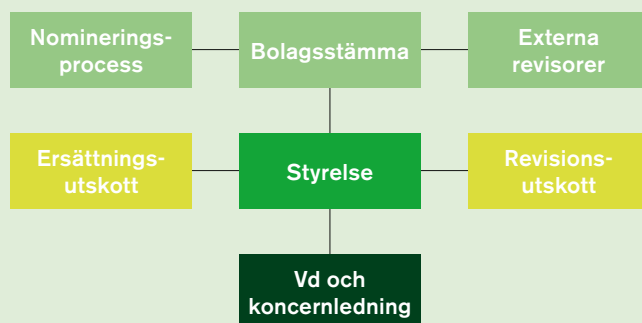 Nominerings-
process
Bolagsstämma
Externa
revisorer
Ersättnings-
utskott
Styrelse
Revisions-
utskott
Vd och
koncernledning